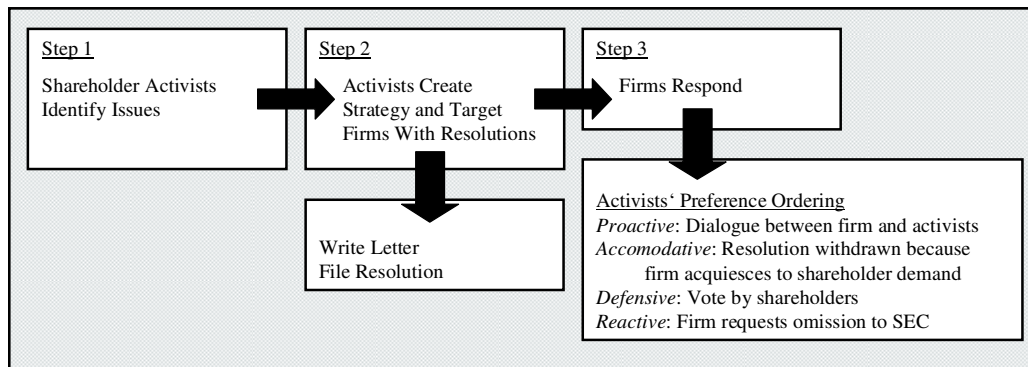 Step 1
Shareholder Activists
Identify Issues
Step 2
Activists Create
Strategy and Target
Firms With Resolutions
Step 3
Firms Respond
Write Letter
File Resolution
Activists‘ Preference Ordering
Proactive: Dialogue between firm and activists
Accomodative: Resolution withdrawn because
firm acquiesces to shareholder demand
Defensive: Vote by shareholders
Reactive: Firm requests omission to SEC